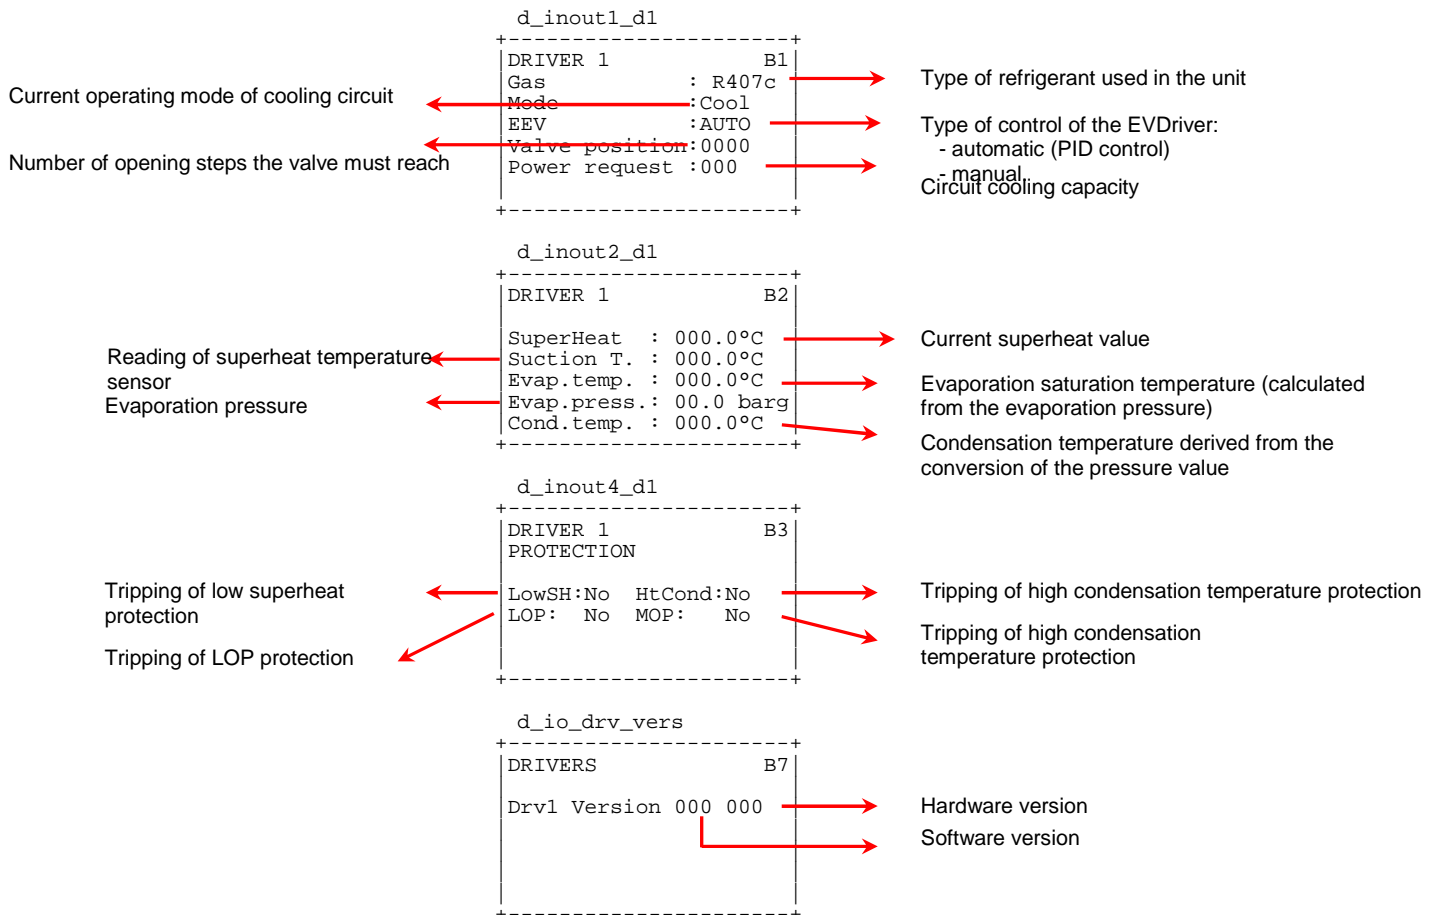 d_inout1_d1
+----------------------+
|DRIVER 1 B1|
Gas : R407c
Type of refrigerant used in the unit
Current operating mode of cooling circuit
Mode :Cool
EEV :AUTO
Type of control of the EVDriver:
- automatic (PID control)
- manual
Number of opening steps the valve must reach
Valve position:0000
Power request :000
Circuit cooling capacity
+----------------------+
d_inout2_d1
+----------------------+
|DRIVER 1 B2|
SuperHeat : 000.0°C
Current superheat value
Reading of superheat temperature
sensor
Suction T. : 000.0°C
Evap.temp. : 000.0°C
Evaporation saturation temperature (calculated
from the evaporation pressure)
Evaporation pressure
Evap.press.: 00.0 barg
Cond.temp. : 000.0°C
Condensation temperature derived from the
conversion of the pressure value
+----------------------+
d_inout4_d1
+----------------------+
|DRIVER 1 B3|
PROTECTION
Tripping of low superheat
protection
LowSH:No HtCond:No
Tripping of high condensation temperature protection
LOP: No MOP: No
Tripping of LOP protection
Tripping of high condensation
temperature protection
+----------------------+
d_io_drv_vers
+----------------------+
|DRIVERS B7|
Drv1 Version 000 000
Hardware version
Software version
+----------------------+